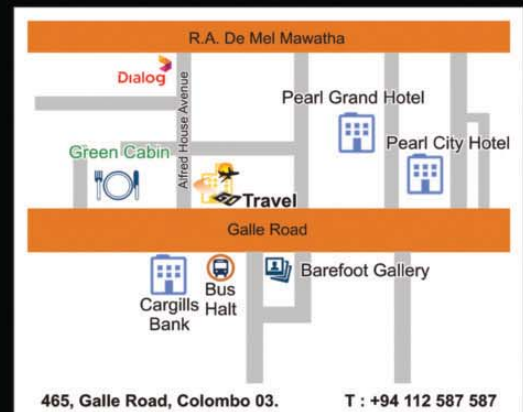 R.A. De Mel Mawatha
Dialog
Alfred House Avenue
Pearl Grand Hotel
Pearl City Hotel
Green Cabin
GO Travel
Galle Road
Barefoot Gallery
Bus
Halt
Cargills
Bank
465, Galle Road, Colombo 03.
T : +94 112 587 587